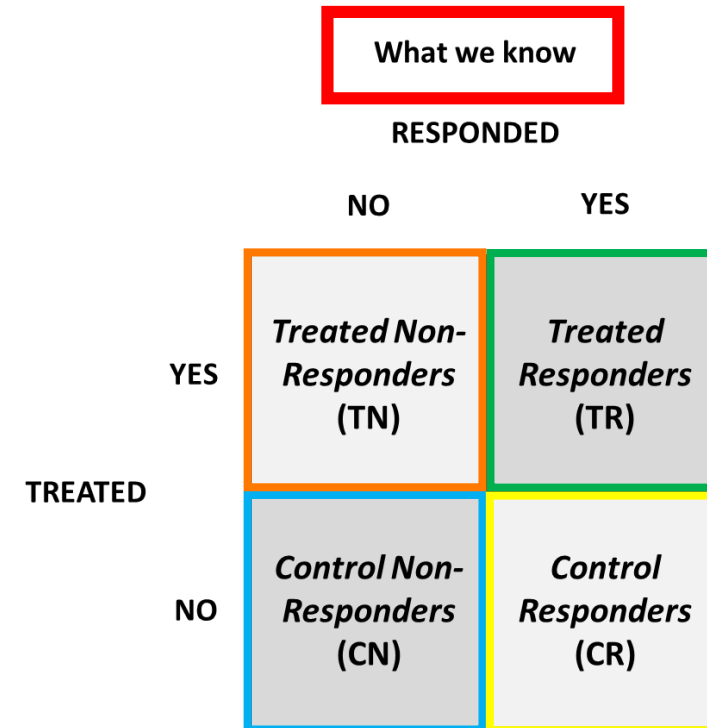 What we know
RESPONDED
NO YES
Treated Non- Treated
YES Responders Responders
(TN) (TR)
TREATED
Control Non- Control
NO Responders Responders
(CN) (CR)